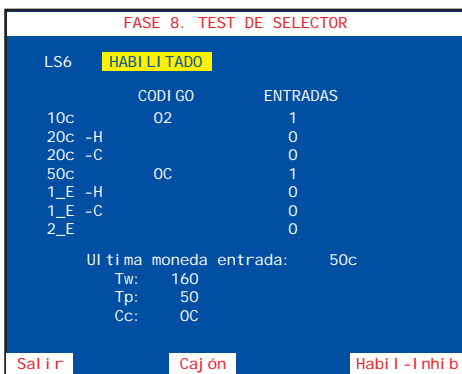 FASE 8. TEST DE SELECTOR
LS6 HABILITADO
CODIGO ENTRADAS
10c 02 1
20c -H 0
20c -C 0
50c 0C 1
1_E -H 0
1_E -C 0
2_E 0
Ultima moneda entrada: 50c
Tw: 160
Tp: 50
Cc: 0C
Salir Cajón Habil-Inhib